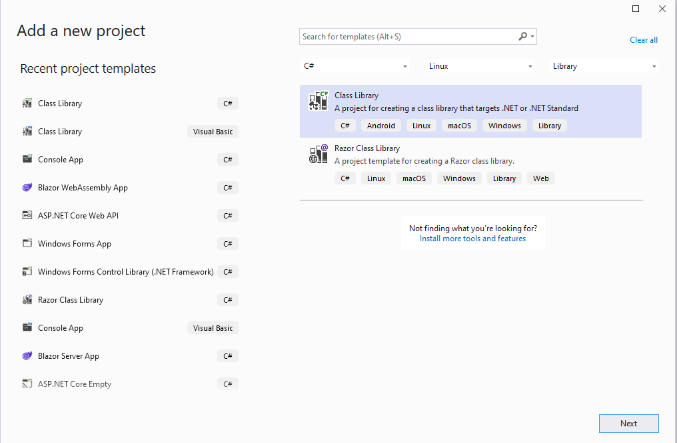 Add a new project
Recent project templates
Class Library C#
Class Library Visual Basic
Console App C#
Blazor WebAssembly App C#
ASP.NET Core Web API C#
Windows Forms App C#
Windows Forms Control Library (.NET Framework) C#
Razor Class Library C#
Console App Visual Basic
Blazor Server App C#
ASP.NET Core Empty C#
Search for templates (Alt+S)
Clear all
C# Linux Library
Class Library
A project for creating a class library that targets .NET or .NET Standard
C# Android Linux macOS Windows Library
Razor Class Library
A project template for creating a Razor class library.
C# Linux macOS Windows Library Web
Not finding what you're looking for?
Install more tools and features
Next